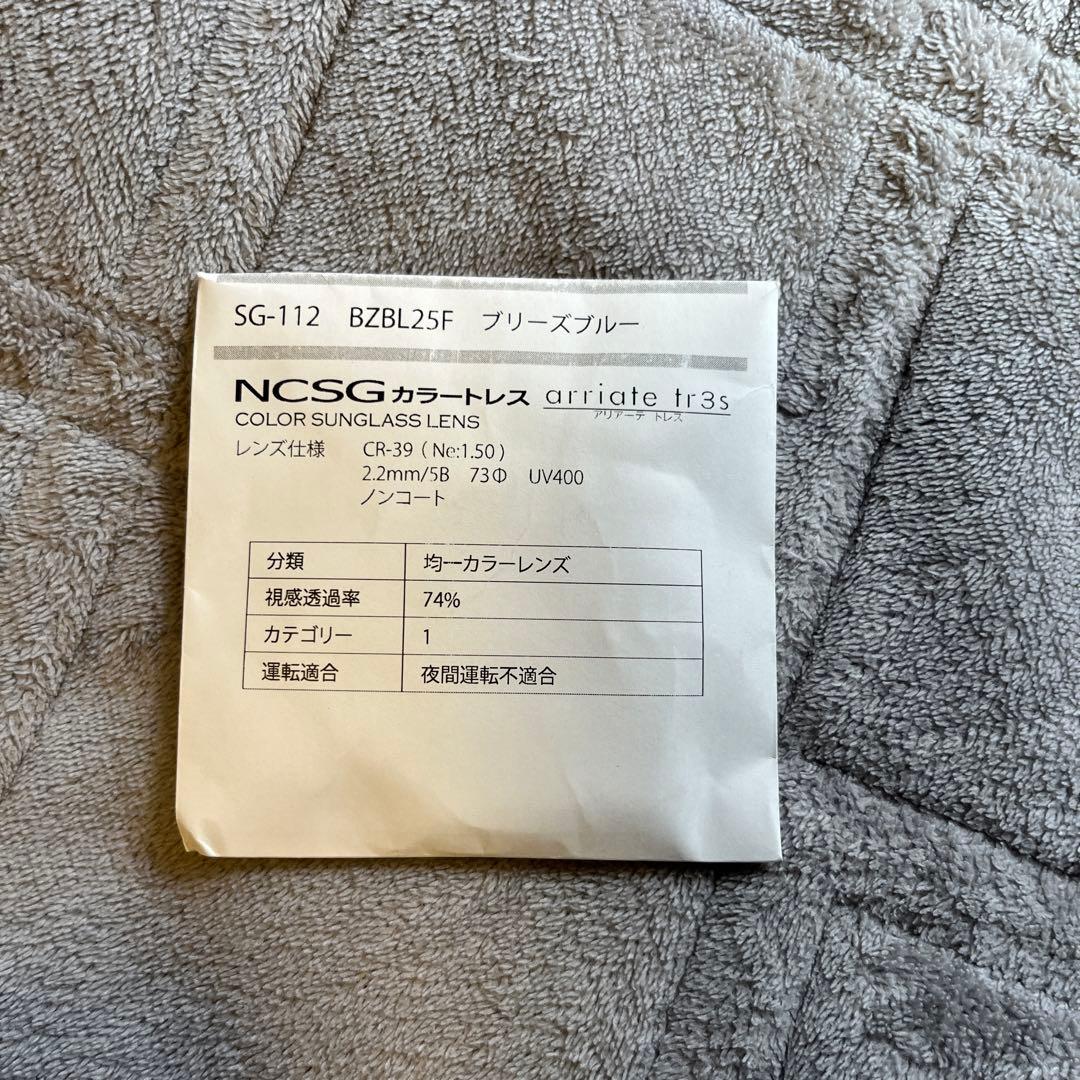 SG-112 BZBL25F ブリーズブルー
NCSG カラートレス arriate tr3s
アリアーテ トレス
COLOR SUNGLASS LENS
レンズ仕様 CR-39 ( Ne:1.50 )
2.2mm/5B 73Φ UV400
ノンコート
分類 均一カラーレンズ
視感透過率 74%
カテゴリー 1
運転適合 夜間運転不適合